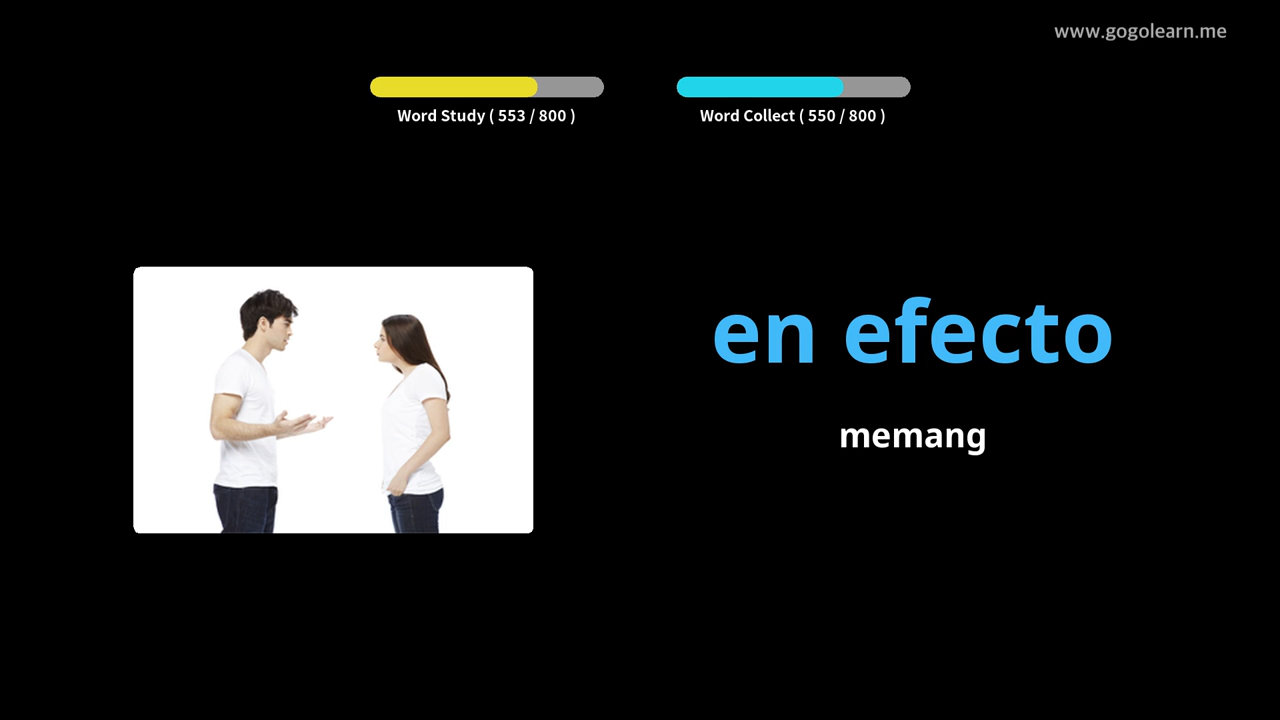 www.gogolearn.me
Word Study ( 553 / 800 )
Word Collect ( 550 / 800 )
en efecto
memang